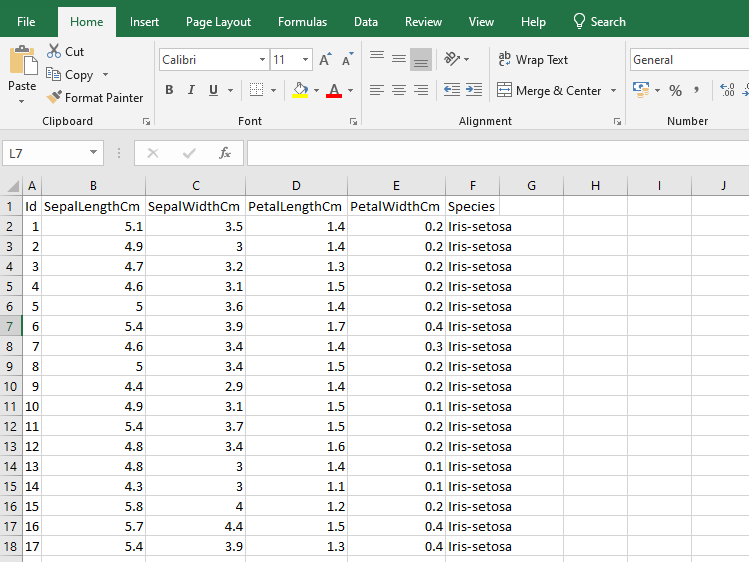 File Home Insert Page Layout Formulas Data Review View Help Search
Cut
Calibri 11 A A ab Wrap Text General
Copy
Paste
B I U A Merge & Center % ,
Format Painter
Clipboard Font Alignment Number
L7 fx
A B C D E F G H I J
1 Id SepalLengthCm SepalWidthCm PetalLengthCm PetalWidthCm Species
2 1 5.1 3.5 1.4 0.2 Iris-setosa
3 2 4.9 3 1.4 0.2 Iris-setosa
4 3 4.7 3.2 1.3 0.2 Iris-setosa
5 4 4.6 3.1 1.5 0.2 Iris-setosa
6 5 5 3.6 1.4 0.2 Iris-setosa
7 6 5.4 3.9 1.7 0.4 Iris-setosa
8 7 4.6 3.4 1.4 0.3 Iris-setosa
9 8 5 3.4 1.5 0.2 Iris-setosa
10 9 4.4 2.9 1.4 0.2 Iris-setosa
11 10 4.9 3.1 1.5 0.1 Iris-setosa
12 11 5.4 3.7 1.5 0.2 Iris-setosa
13 12 4.8 3.4 1.6 0.2 Iris-setosa
14 13 4.8 3 1.4 0.1 Iris-setosa
15 14 4.3 3 1.1 0.1 Iris-setosa
16 15 5.8 4 1.2 0.2 Iris-setosa
17 16 5.7 4.4 1.5 0.4 Iris-setosa
18 17 5.4 3.9 1.3 0.4 Iris-setosa